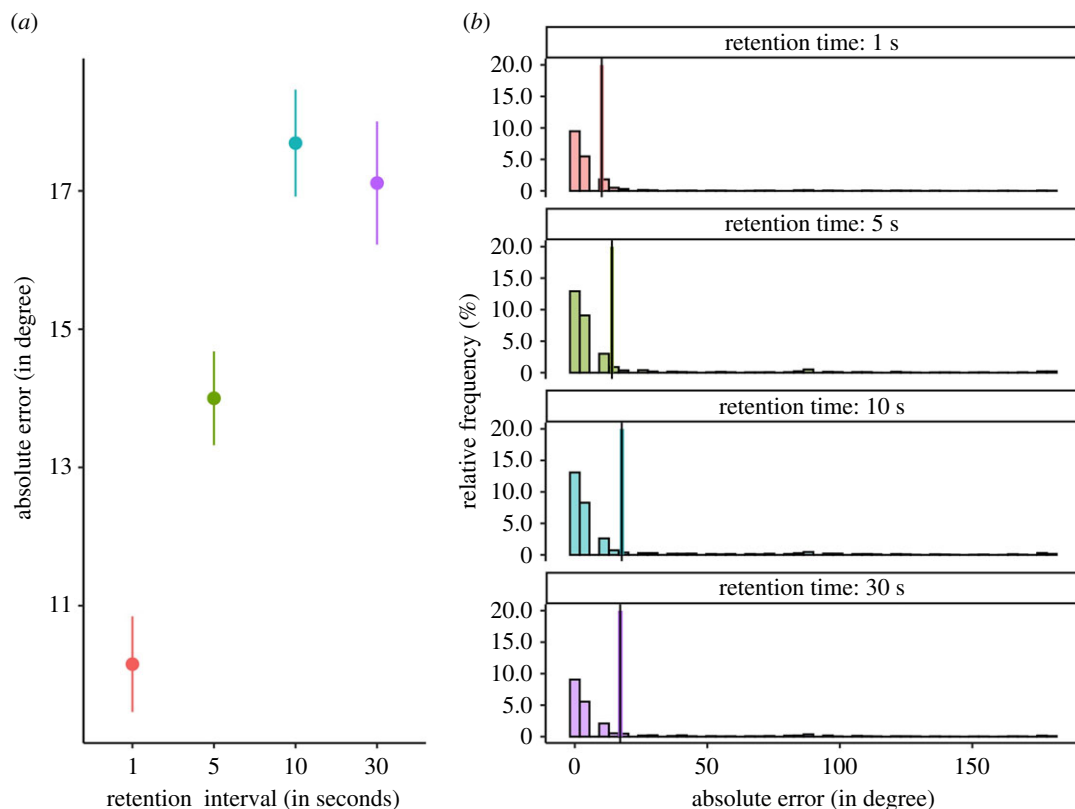 (a)
17
15
13
11
absolute error (in degree)
1 5 10 30
retention interval (in seconds)
(b)
retention time: 1 s
20.0
15.0
10.0
5.0
0
retention time: 5 s
20.0
15.0
10.0
5.0
0
retention time: 10 s
20.0
15.0
10.0
5.0
0
retention time: 30 s
20.0
15.0
10.0
5.0
0
relative frequency (%)
0 50 100 150
absolute error (in degree)